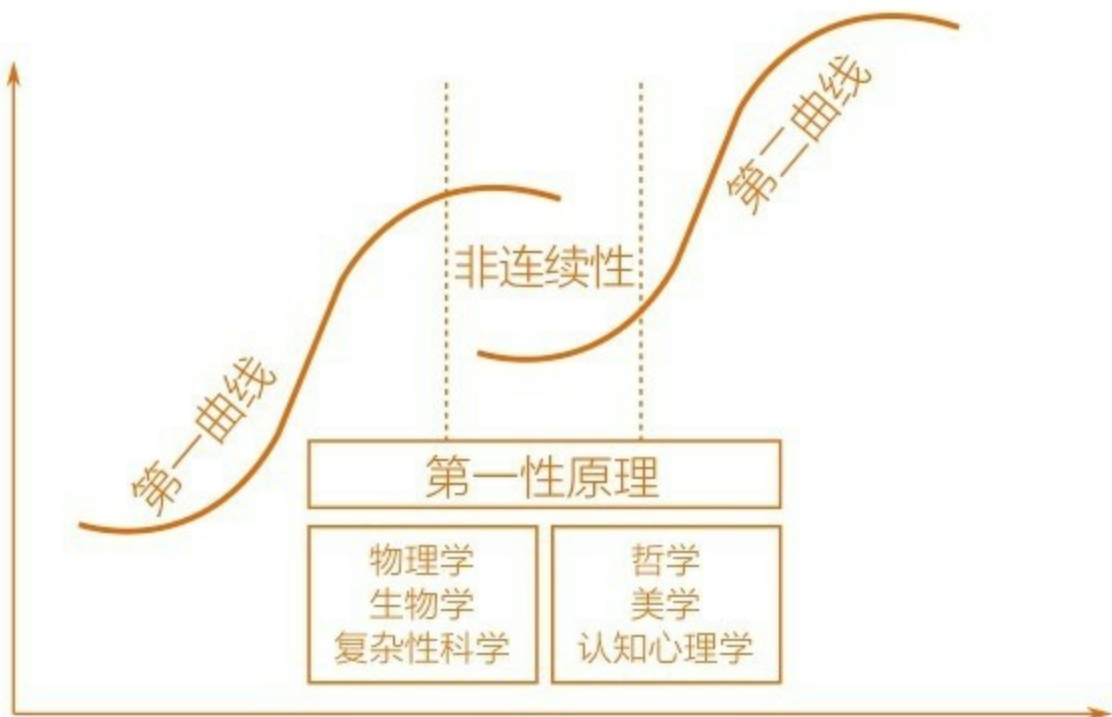 第二曲线
非连续性
第一曲线
第一性原理
物理学
生物学
复杂性科学
哲学
美学
认知心理学